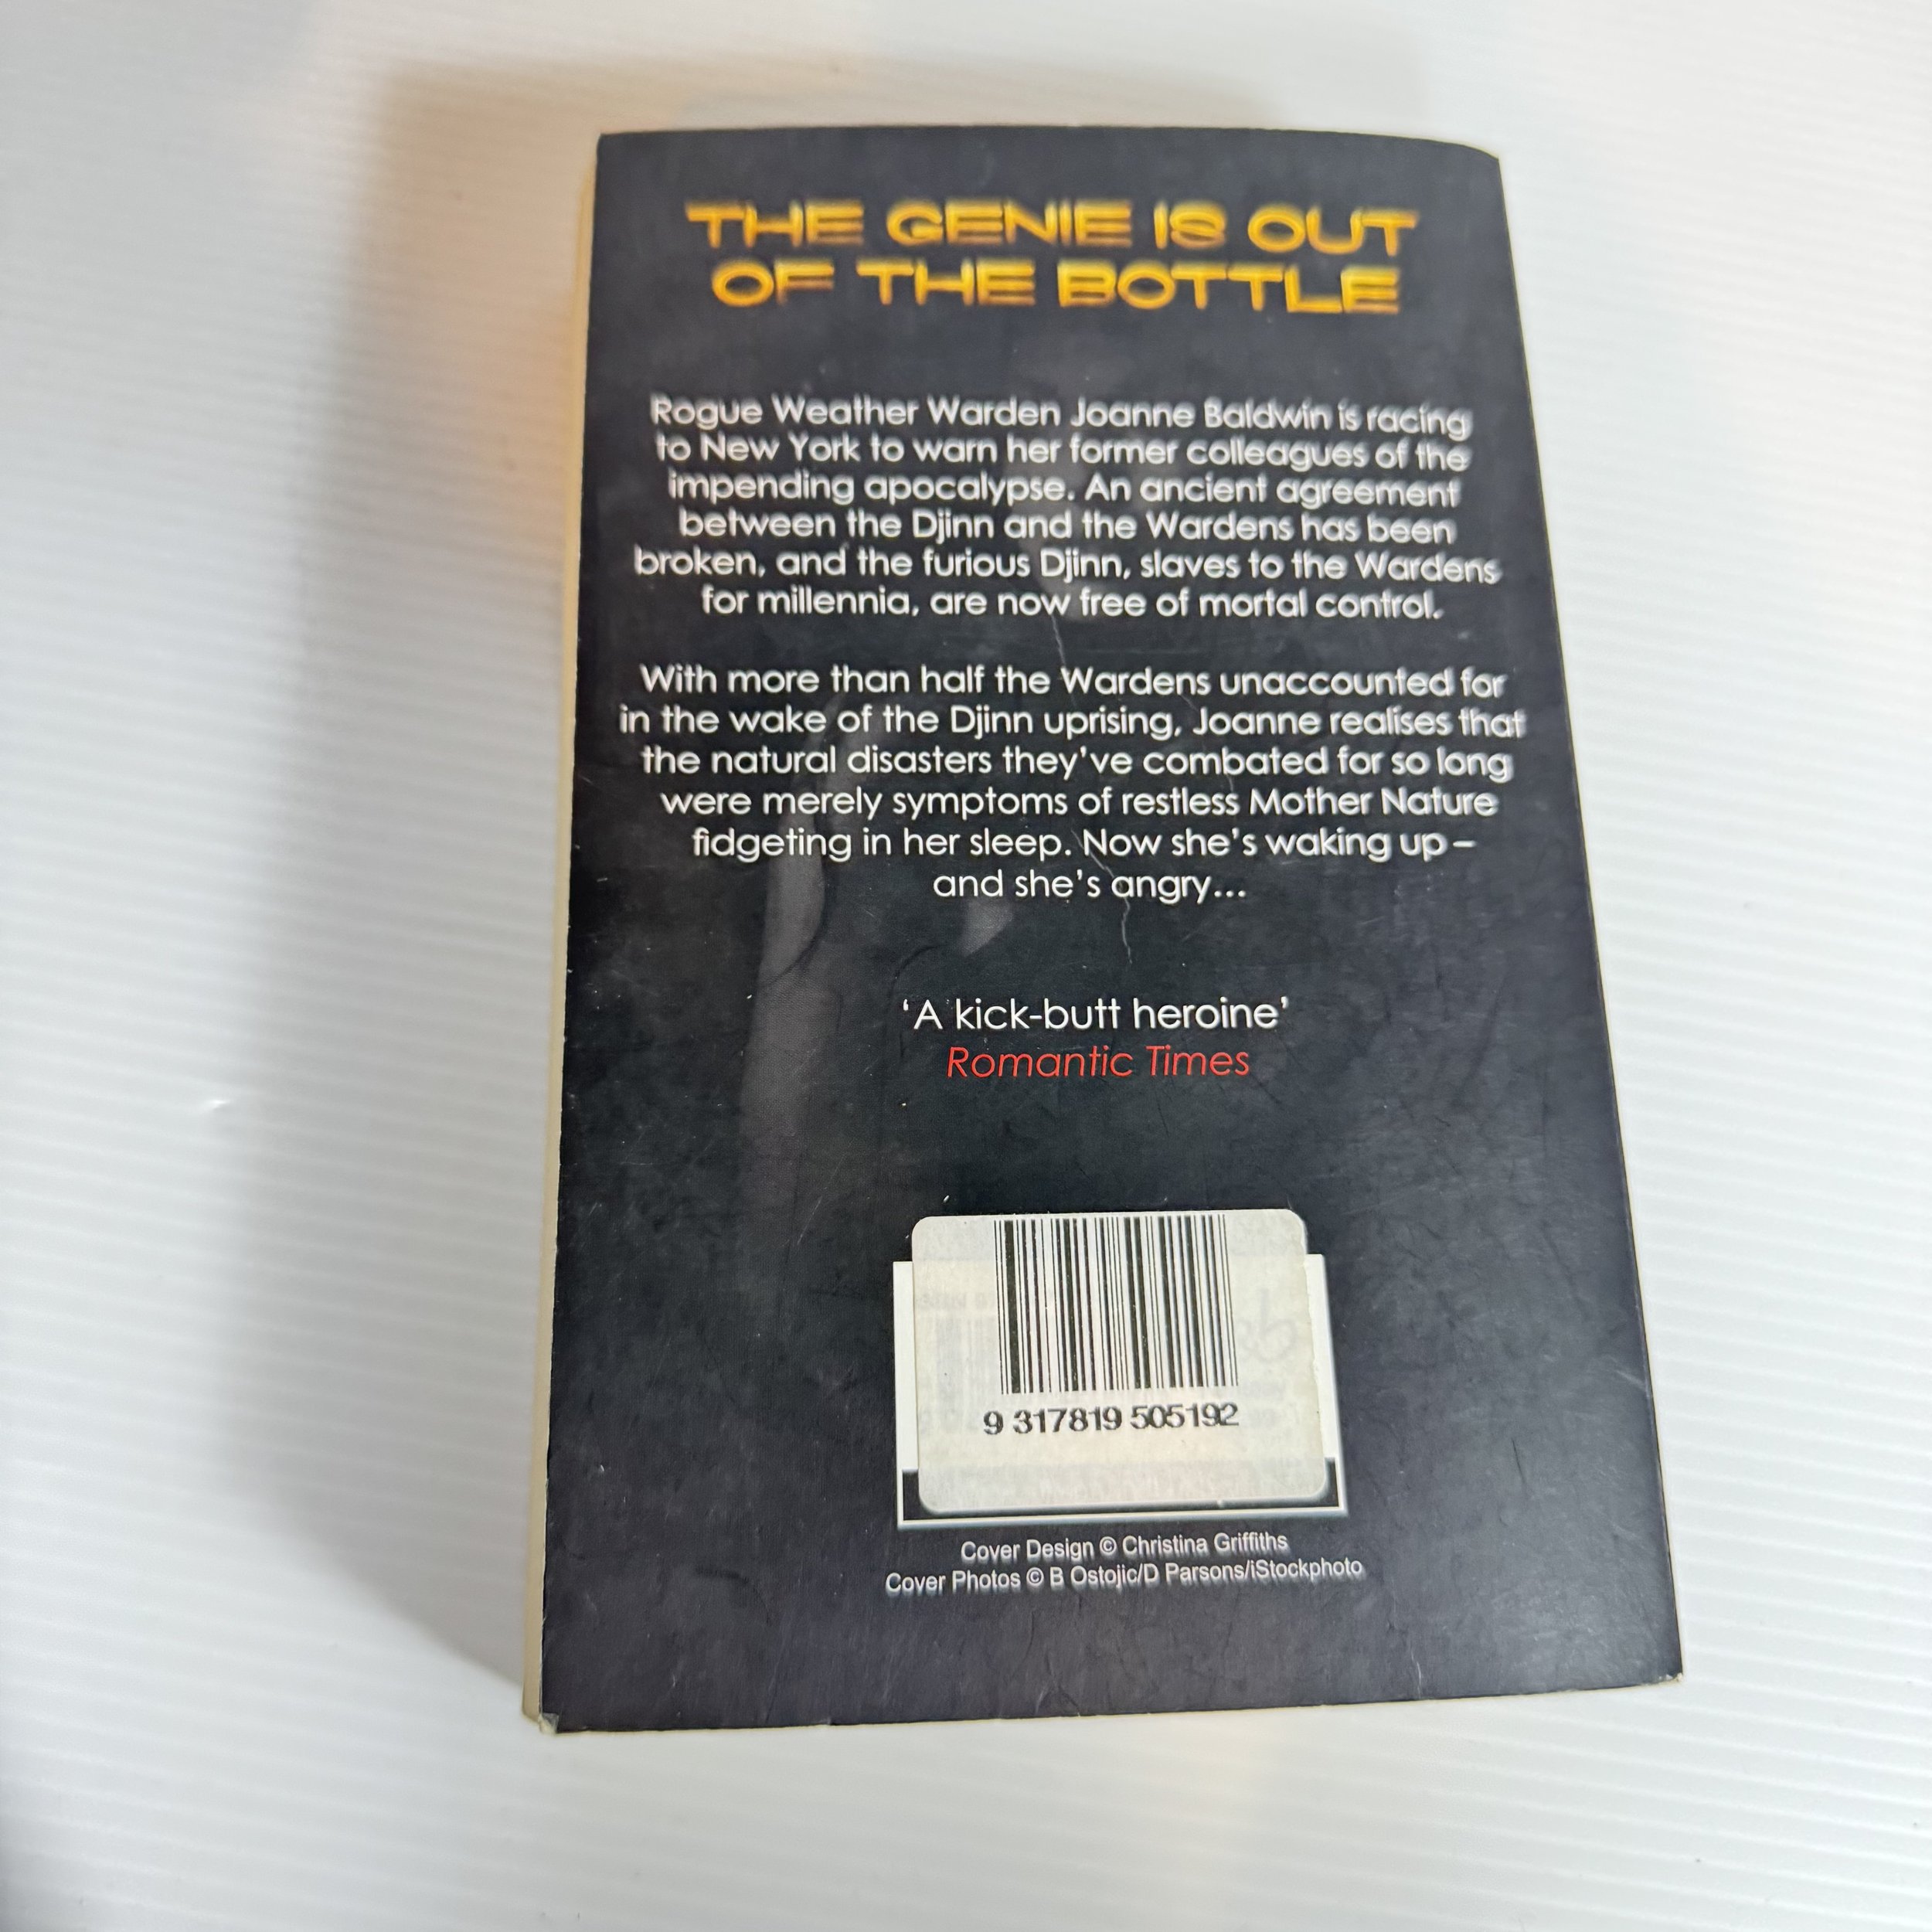 THE GENIE IS OUT
OF THE BOTTLE
Rogue Weather Warden Joanne Baldwin is racing
to New York to warn her former colleagues of the
impending apocalypse. An ancient agreement
between the Djinn and the Wardens has been
broken, and the furious Djinn, slaves to the Wardens
for millennia, are now free of mortal control.
With more than half the Wardens unaccounted for
in the wake of the Djinn uprising, Joanne realises that
the natural disasters they've combated for so long
were merely symptoms of restless Mother Nature
fidgeting in her sleep. Now she's waking up –
and she's angry...
'A kick-butt heroine'
Romantic Times
9 317819 505192
Cover Design © Christina Griffiths
Cover Photos © B Ostojic/D Parsons/iStockphoto